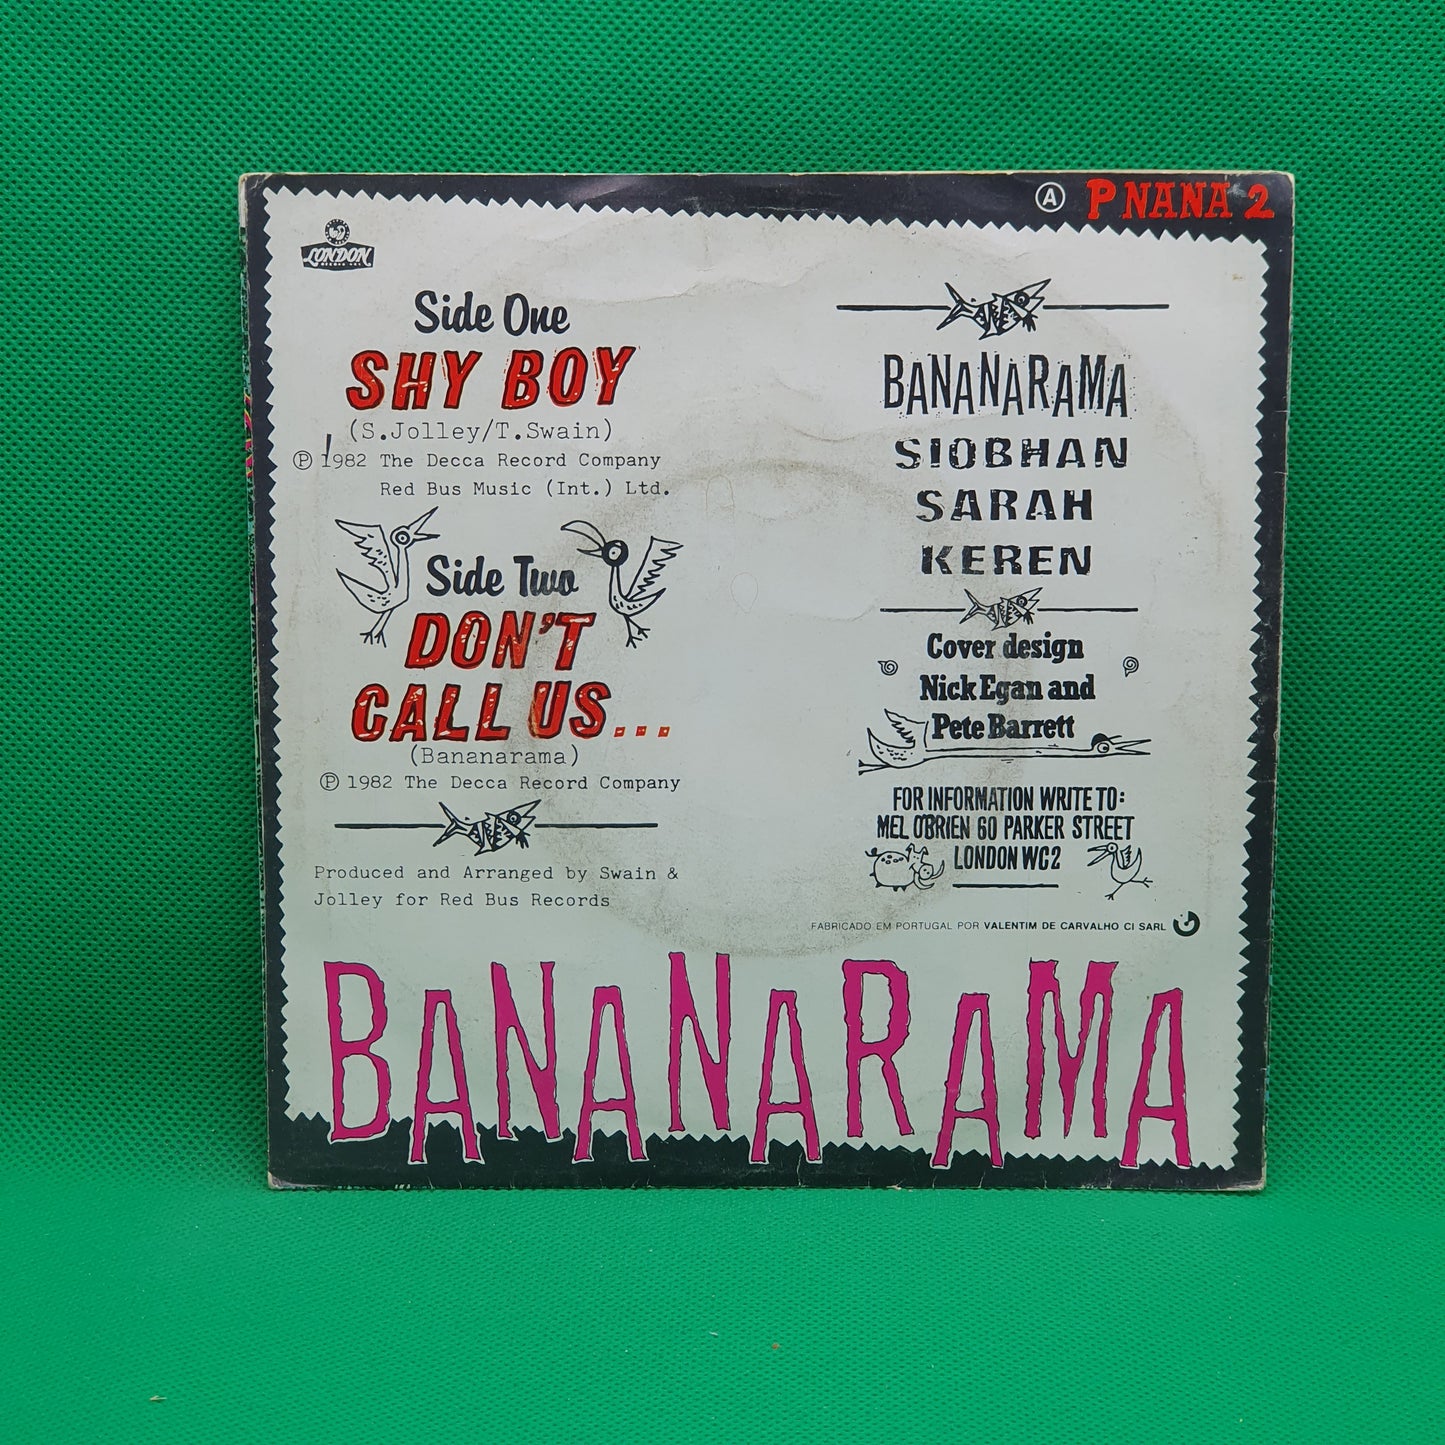 Ⓐ P NANA 2
LONDON
Side One
SHY BOY
(S.Jolley/T.Swain)
℗ 1982 The Decca Record Company
Red Bus Music (Int.) Ltd.
Side Two
DON'T
CALL US...
(Bananarama)
℗ 1982 The Decca Record Company
Produced and Arranged by Swain &
Jolley for Red Bus Records
BANANARAMA
SIOBHAN
SARAH
KEREN
Cover design
Nick Egan and
Pete Barrett
FOR INFORMATION WRITE TO:
MEL O'BRIEN 60 PARKER STREET
LONDON WC2
FABRICADO EM PORTUGAL POR VALENTIM DE CARVALHO CI SARL
BANANARAMA